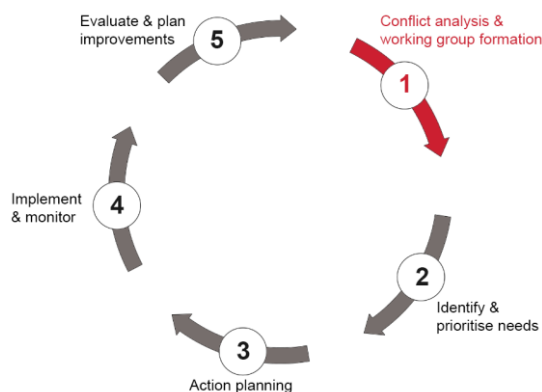 Conflict analysis &
working group formation
1
2
Identify &
prioritise needs
3
Action planning
4
Implement
& monitor
5
Evaluate & plan
improvements